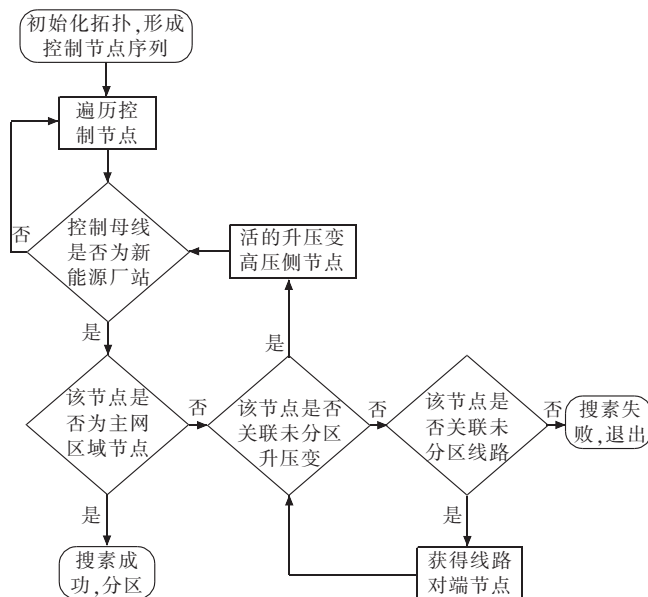 初始化拓扑,形成
控制节点序列
遍历控
制节点
否
控制母线
是否为新
能源厂站
活的升压变
高压侧节点
是
是
该节点是
否为主网
区域节点
否
该节点是否
关联未分区
升压变
否
该节点是
否关联未
分区线路
否
搜素失
败,退出
是
是
搜素成
功,分区
获得线路
对端节点